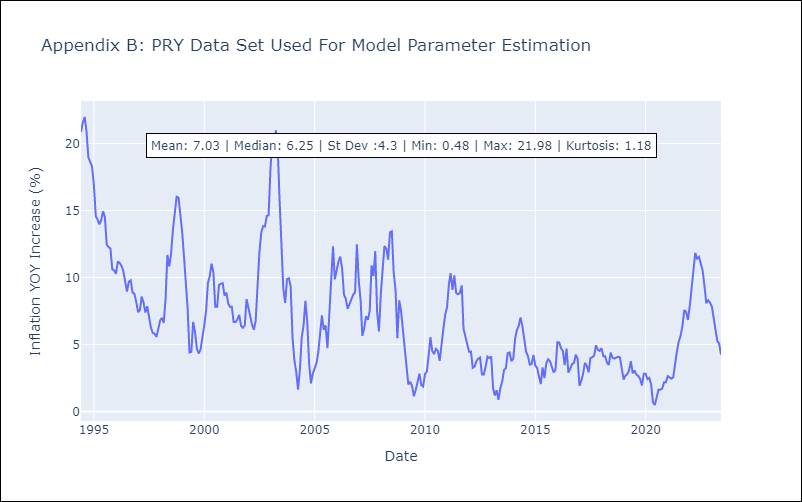 Appendix B: PRY Data Set Used For Model Parameter Estimation
Mean: 7.03 | Median: 6.25 | St Dev :4.3 | Min: 0.48 | Max: 21.98 | Kurtosis: 1.18
Inflation YOY Increase (%)
20
15
10
5
0
1995
2000
2005
2010
2015
2020
Date